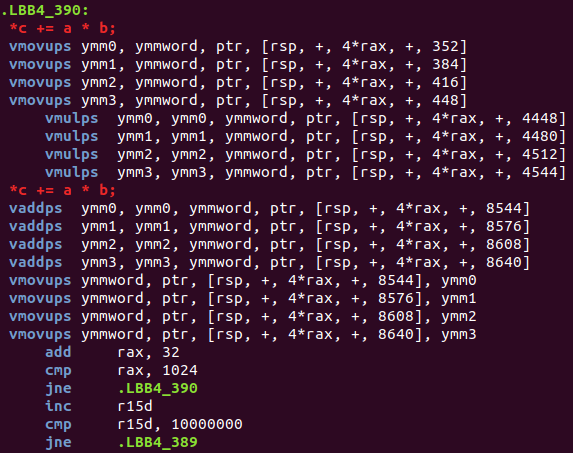 .LBB4_390:
*c += a * b;
vmovups ymm0, ymmword, ptr, [rsp, +, 4*rax, +, 352]
vmovups ymm1, ymmword, ptr, [rsp, +, 4*rax, +, 384]
vmovups ymm2, ymmword, ptr, [rsp, +, 4*rax, +, 416]
vmovups ymm3, ymmword, ptr, [rsp, +, 4*rax, +, 448]
vmulps ymm0, ymm0, ymmword, ptr, [rsp, +, 4*rax, +, 4448]
vmulps ymm1, ymm1, ymmword, ptr, [rsp, +, 4*rax, +, 4480]
vmulps ymm2, ymm2, ymmword, ptr, [rsp, +, 4*rax, +, 4512]
vmulps ymm3, ymm3, ymmword, ptr, [rsp, +, 4*rax, +, 4544]
*c += a * b;
vaddps ymm0, ymm0, ymmword, ptr, [rsp, +, 4*rax, +, 8544]
vaddps ymm1, ymm1, ymmword, ptr, [rsp, +, 4*rax, +, 8576]
vaddps ymm2, ymm2, ymmword, ptr, [rsp, +, 4*rax, +, 8608]
vaddps ymm3, ymm3, ymmword, ptr, [rsp, +, 4*rax, +, 8640]
vmovups ymmword, ptr, [rsp, +, 4*rax, +, 8544], ymm0
vmovups ymmword, ptr, [rsp, +, 4*rax, +, 8576], ymm1
vmovups ymmword, ptr, [rsp, +, 4*rax, +, 8608], ymm2
vmovups ymmword, ptr, [rsp, +, 4*rax, +, 8640], ymm3
add rax, 32
cmp rax, 1024
jne .LBB4_390
inc r15d
cmp r15d, 10000000
jne .LBB4_389